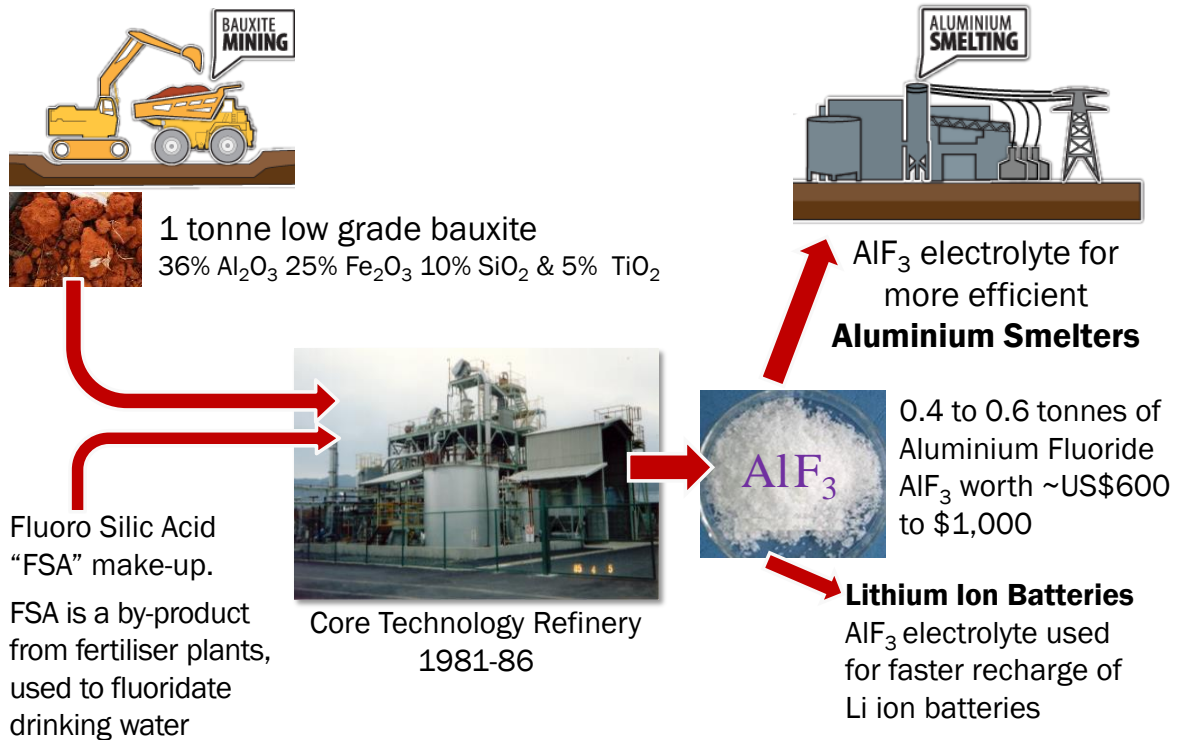 BAUXITE
MINING
ALUMINIUM
SMELTING
1 tonne low grade bauxite
36% Al₂O₃ 25% Fe₂O₃ 10% SiO₂ & 5% TiO₂
AlF₃ electrolyte for
more efficient
Aluminium Smelters
AlF₃
0.4 to 0.6 tonnes of
Aluminium Fluoride
AlF₃ worth ~US$600
to $1,000
Fluoro Silic Acid
“FSA” make-up.
FSA is a by-product
from fertiliser plants,
used to fluoridate
drinking water
85 4 5
Core Technology Refinery
1981-86
Lithium Ion Batteries
AlF₃ electrolyte used
for faster recharge of
Li ion batteries